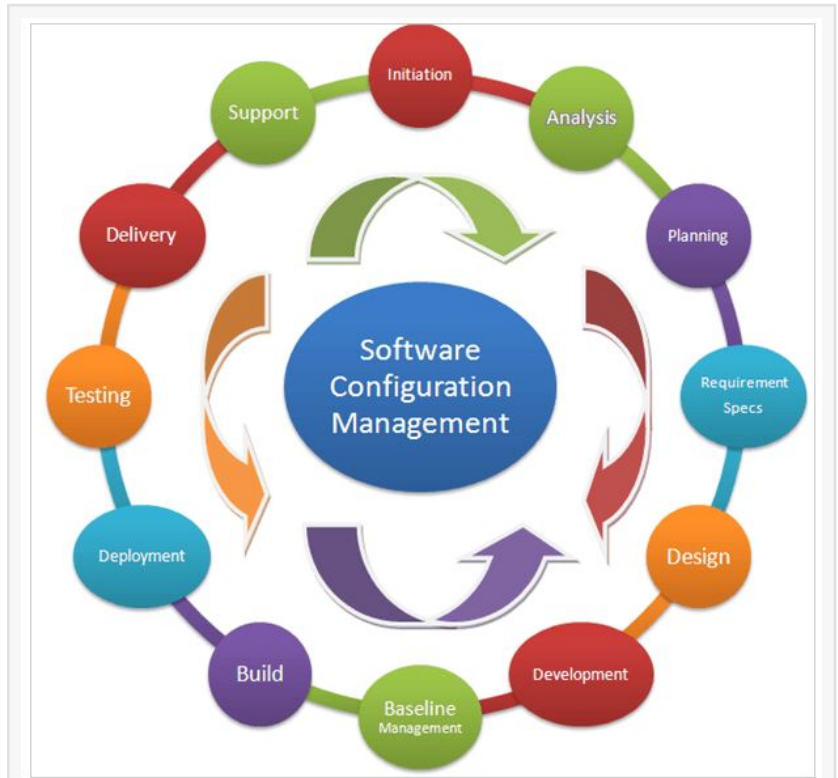 Initiation
Analysis
Planning
Requirement
Specs
Design
Development
Baseline
Management
Build
Deployment
Testing
Delivery
Support
Software
Configuration
Management